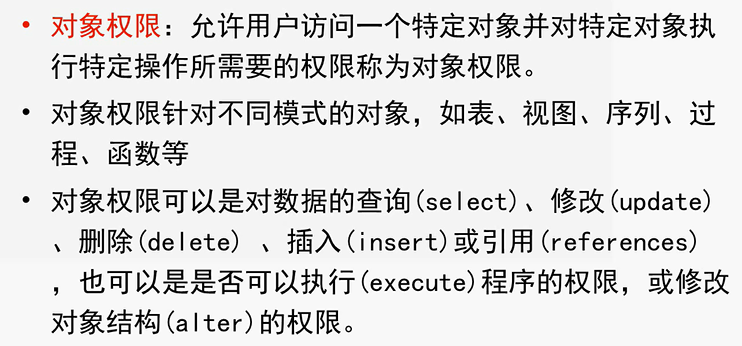 • 对象权限：允许用户访问一个特定对象并对特定对象执
行特定操作所需要的权限称为对象权限。
• 对象权限针对不同模式的对象，如表、视图、序列、过
程、函数等
• 对象权限可以是对数据的查询(select)、修改(update)
、删除(delete) 、插入(insert)或引用(references)
，也可以是是否可以执行(execute)程序的权限，或修改
对象结构(alter)的权限。